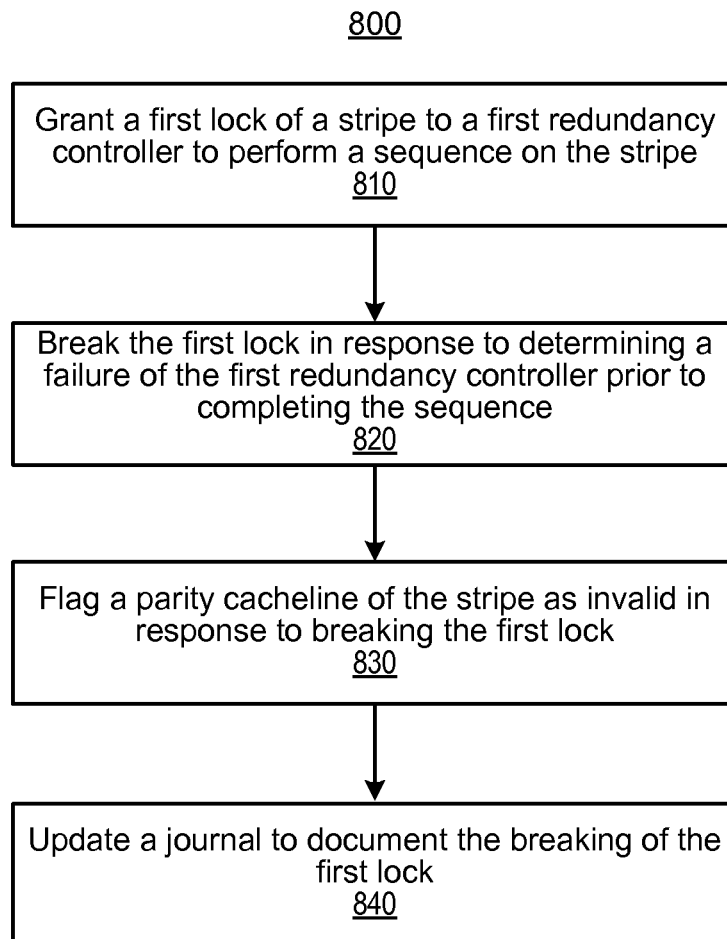 800
Grant a first lock of a stripe to a first redundancy
controller to perform a sequence on the stripe
810
Break the first lock in response to determining a
failure of the first redundancy controller prior to
completing the sequence
820
Flag a parity cacheline of the stripe as invalid in
response to breaking the first lock
830
Update a journal to document the breaking of the
first lock
840